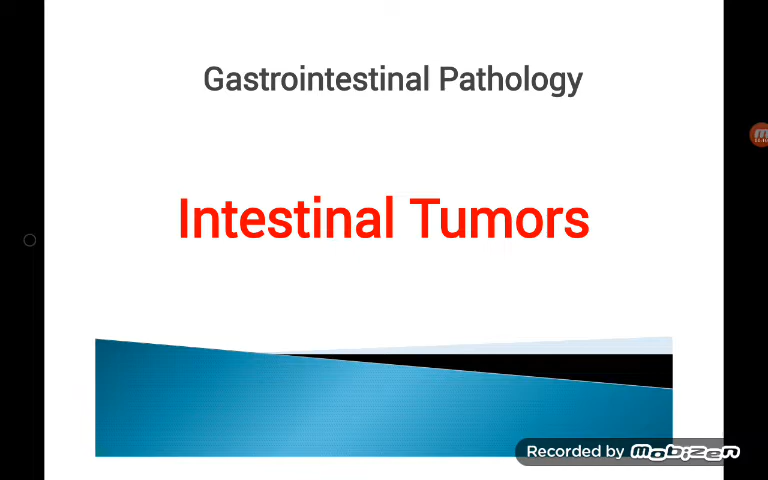 Gastrointestinal Pathology
Intestinal Tumors
Recorded by mobizen